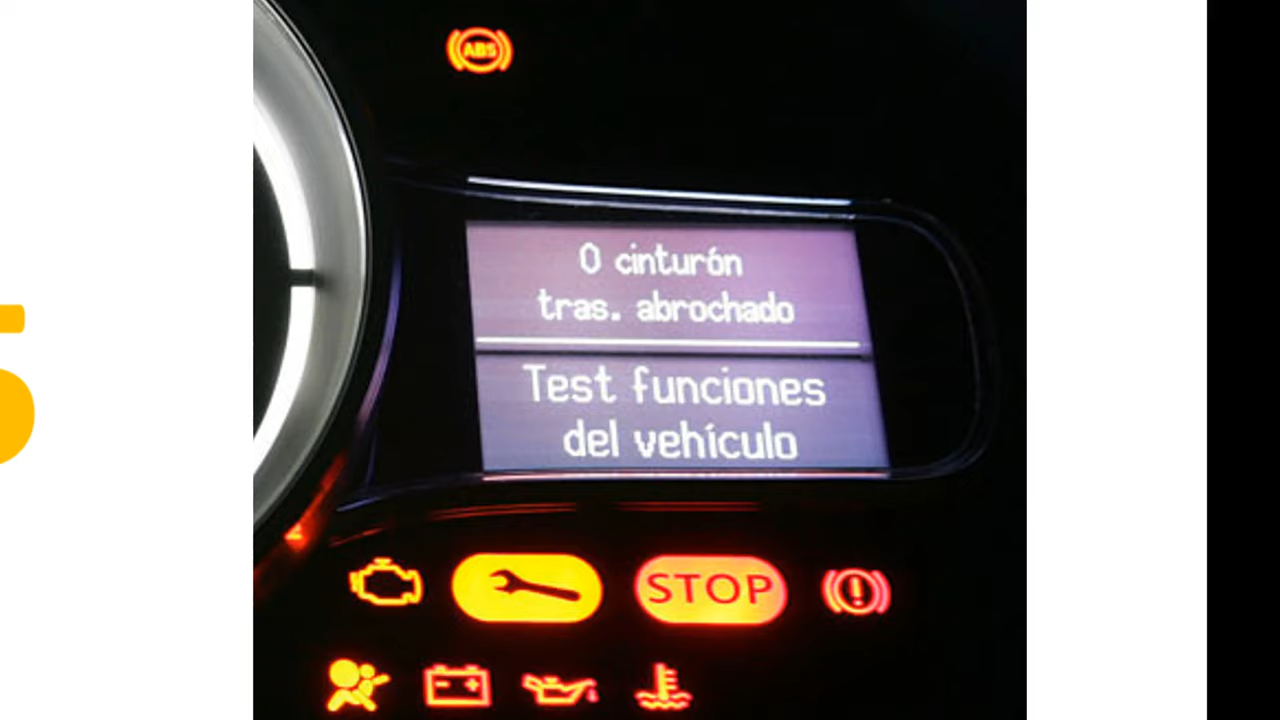 ABS
0 cinturón
tras. abrochado
Test funciones
del vehículo
STOP